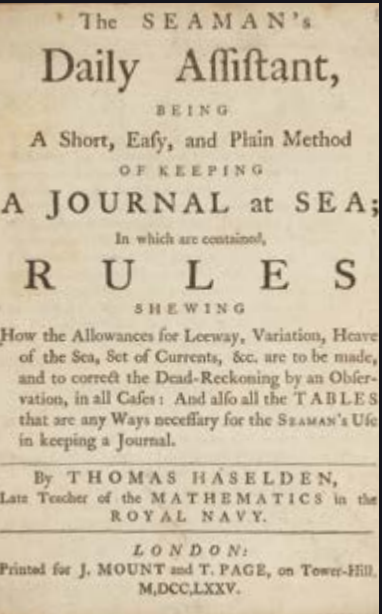 The SEAMAN's
Daily Aſſiſtant,
BEING
A Short, Eaſy, and Plain Method
OF KEEPING
A JOURNAL at SEA;
In which are contained,
RULES
SHEWING
How the Allowances for Leeway, Variation, Heave
of the Sea, Set of Currents, &c. are to be made,
and to correct the Dead-Reckoning by an Obſer-
vation, in all Caſes: And alſo all the TABLES
that are any Ways neceſſary for the SEAMAN's Uſe
in keeping a Journal.
By THOMAS HASELDEN,
Late Teacher of the MATHEMATICS in the
ROYAL NAVY.
LONDON:
Printed for J. MOUNT and T. PAGE, on Tower-Hill,
M,DCC,LXXV.